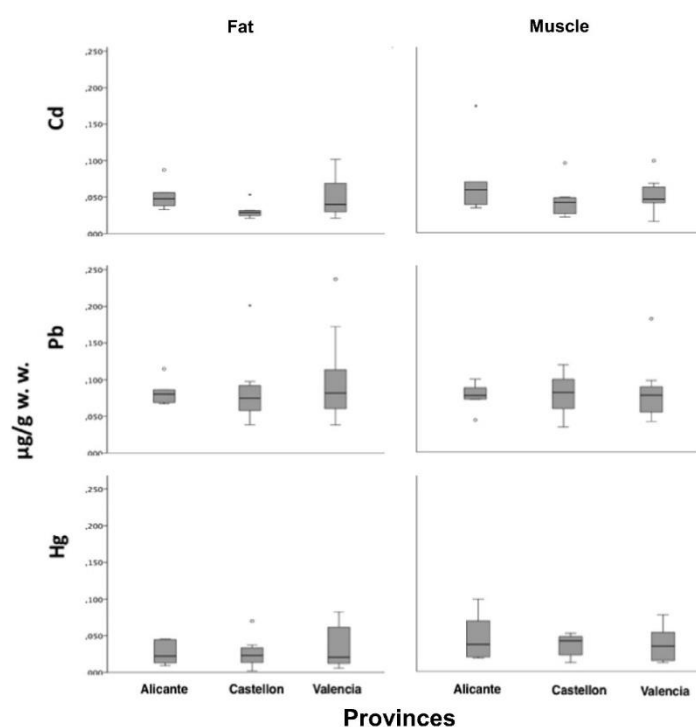 Fat Muscle
Cd
,250
,200
,150
,100
,050
,000
Pb
,250
,200
,150
,100
,050
,000
µg/g w. w.
Hg
,250
,200
,150
,100
,050
,000
Alicante Castellon Valencia Alicante Castellon Valencia
Provinces